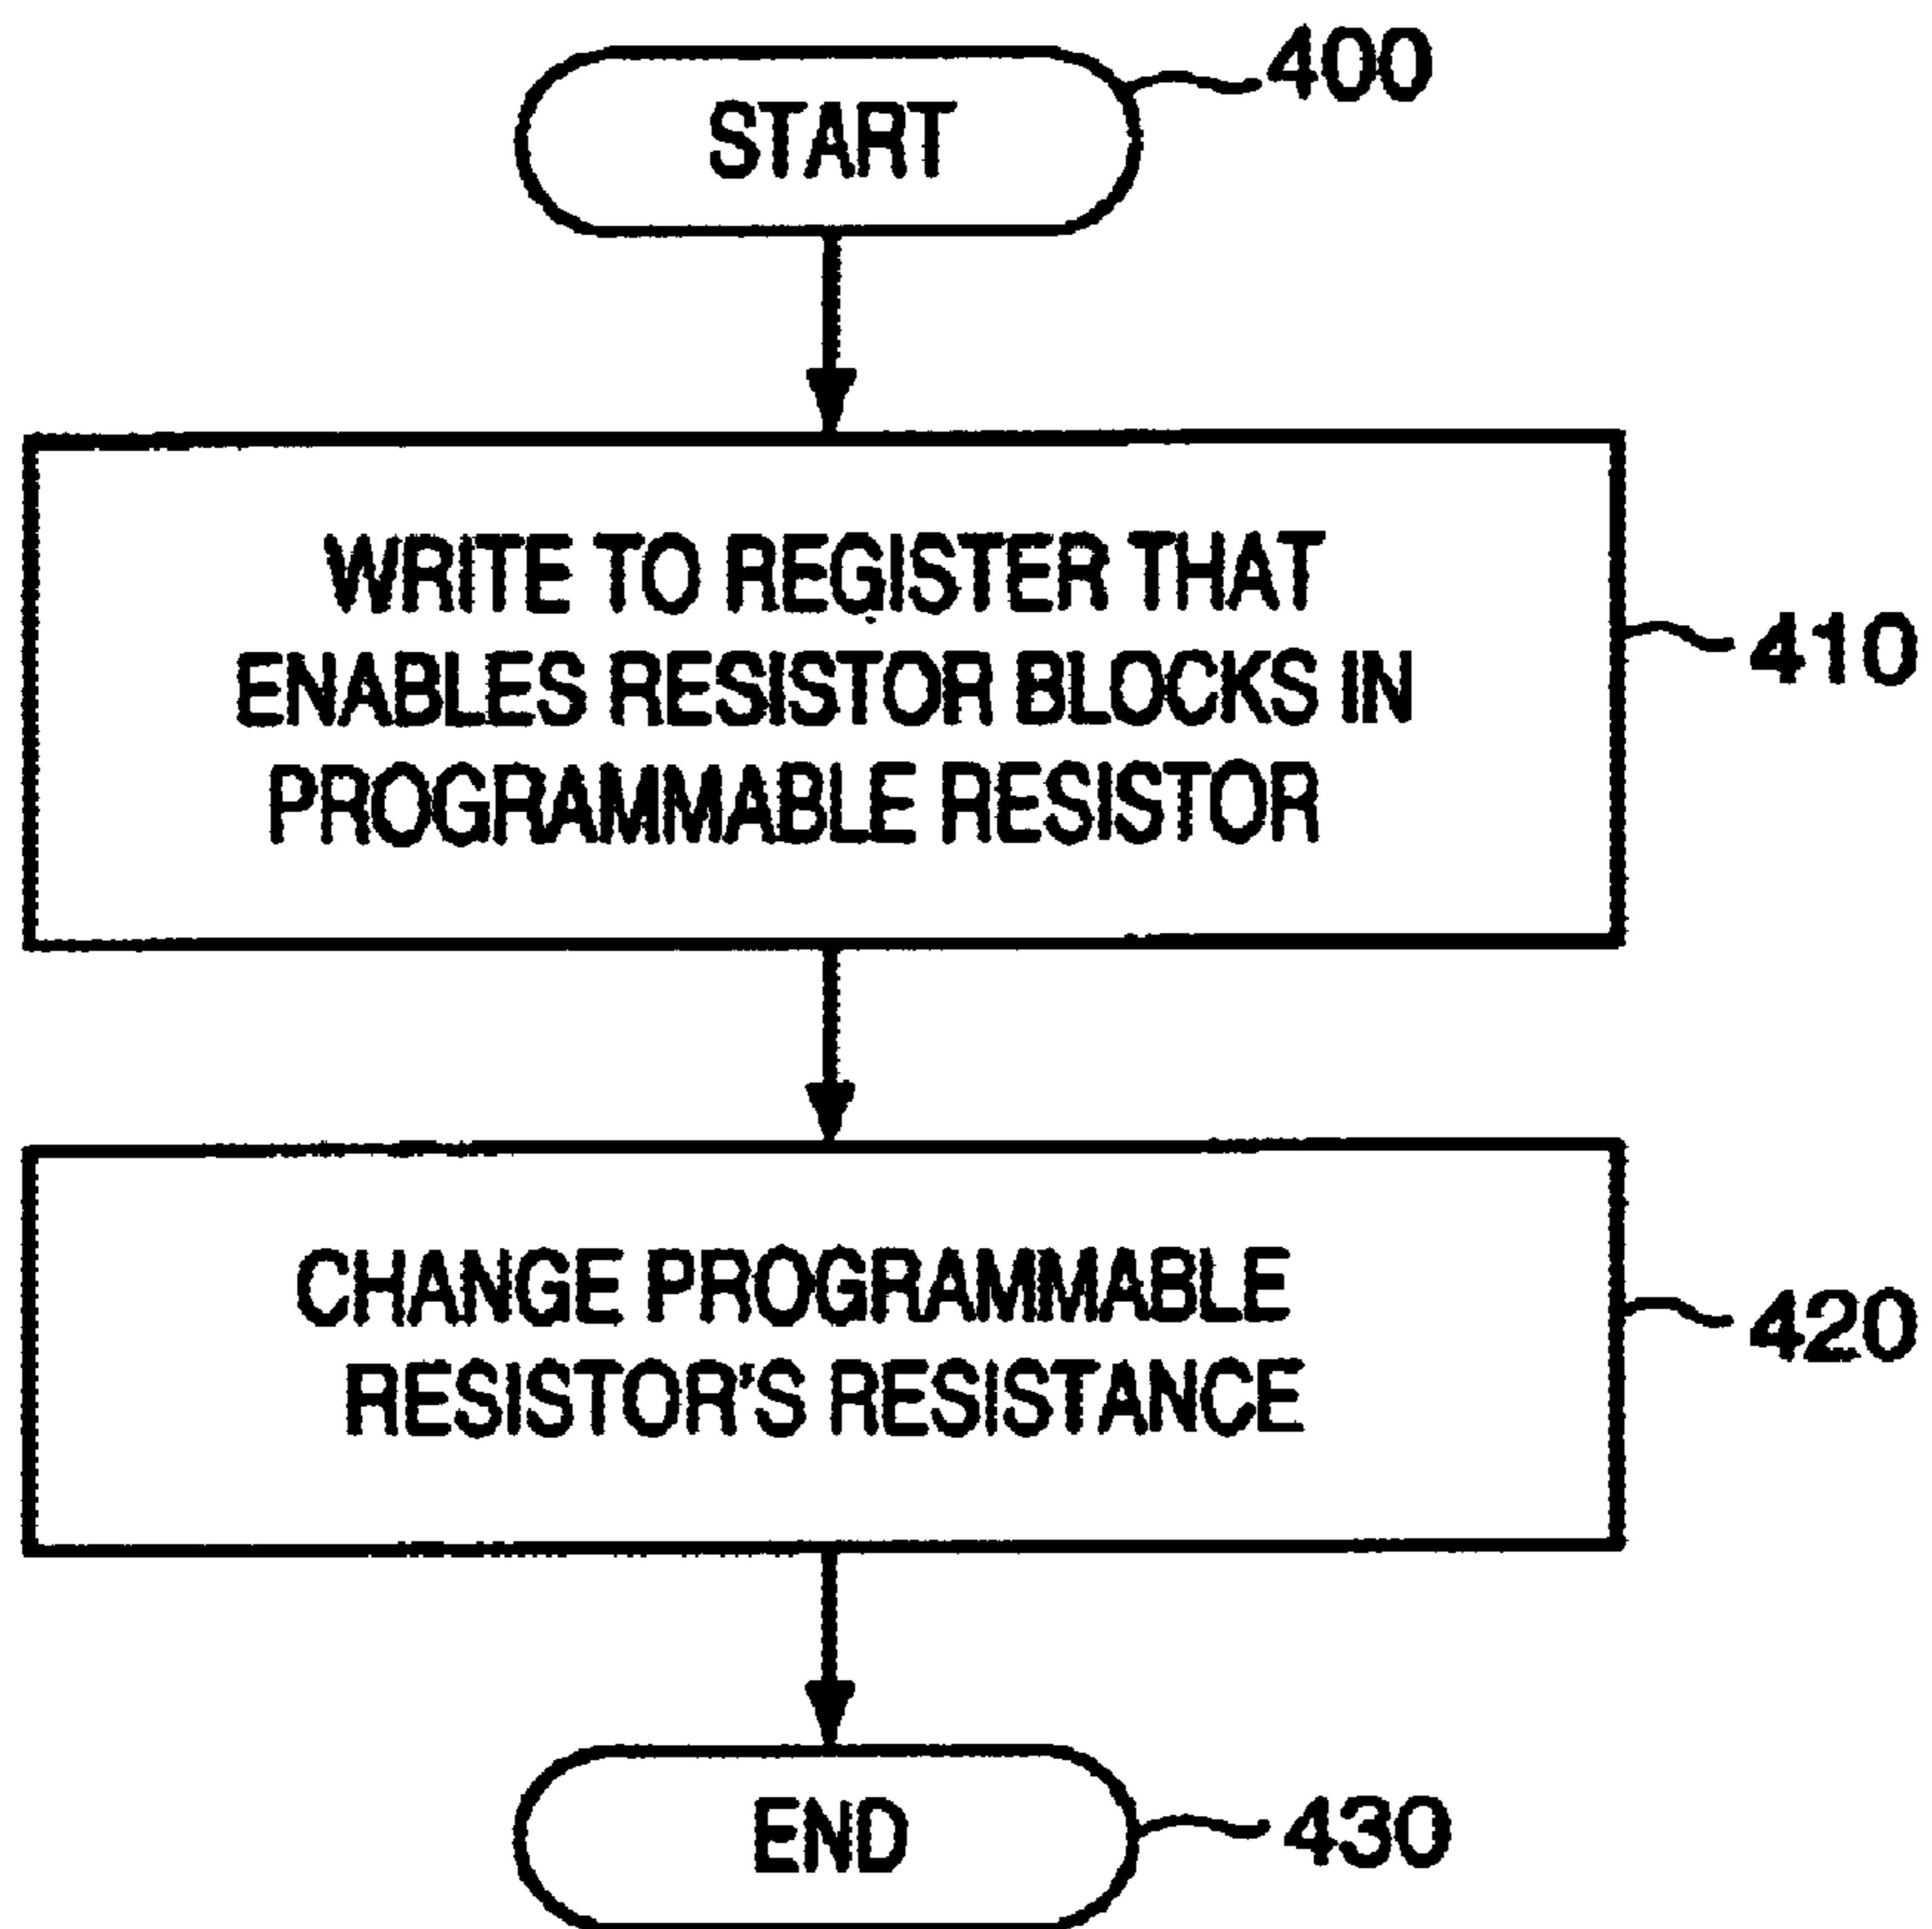 START
400
WRITE TO REGISTER THAT
ENABLES RESISTOR BLOCKS IN
PROGRAMMABLE RESISTOR
410
CHANGE PROGRAMMABLE
RESISTOR'S RESISTANCE
420
END
430